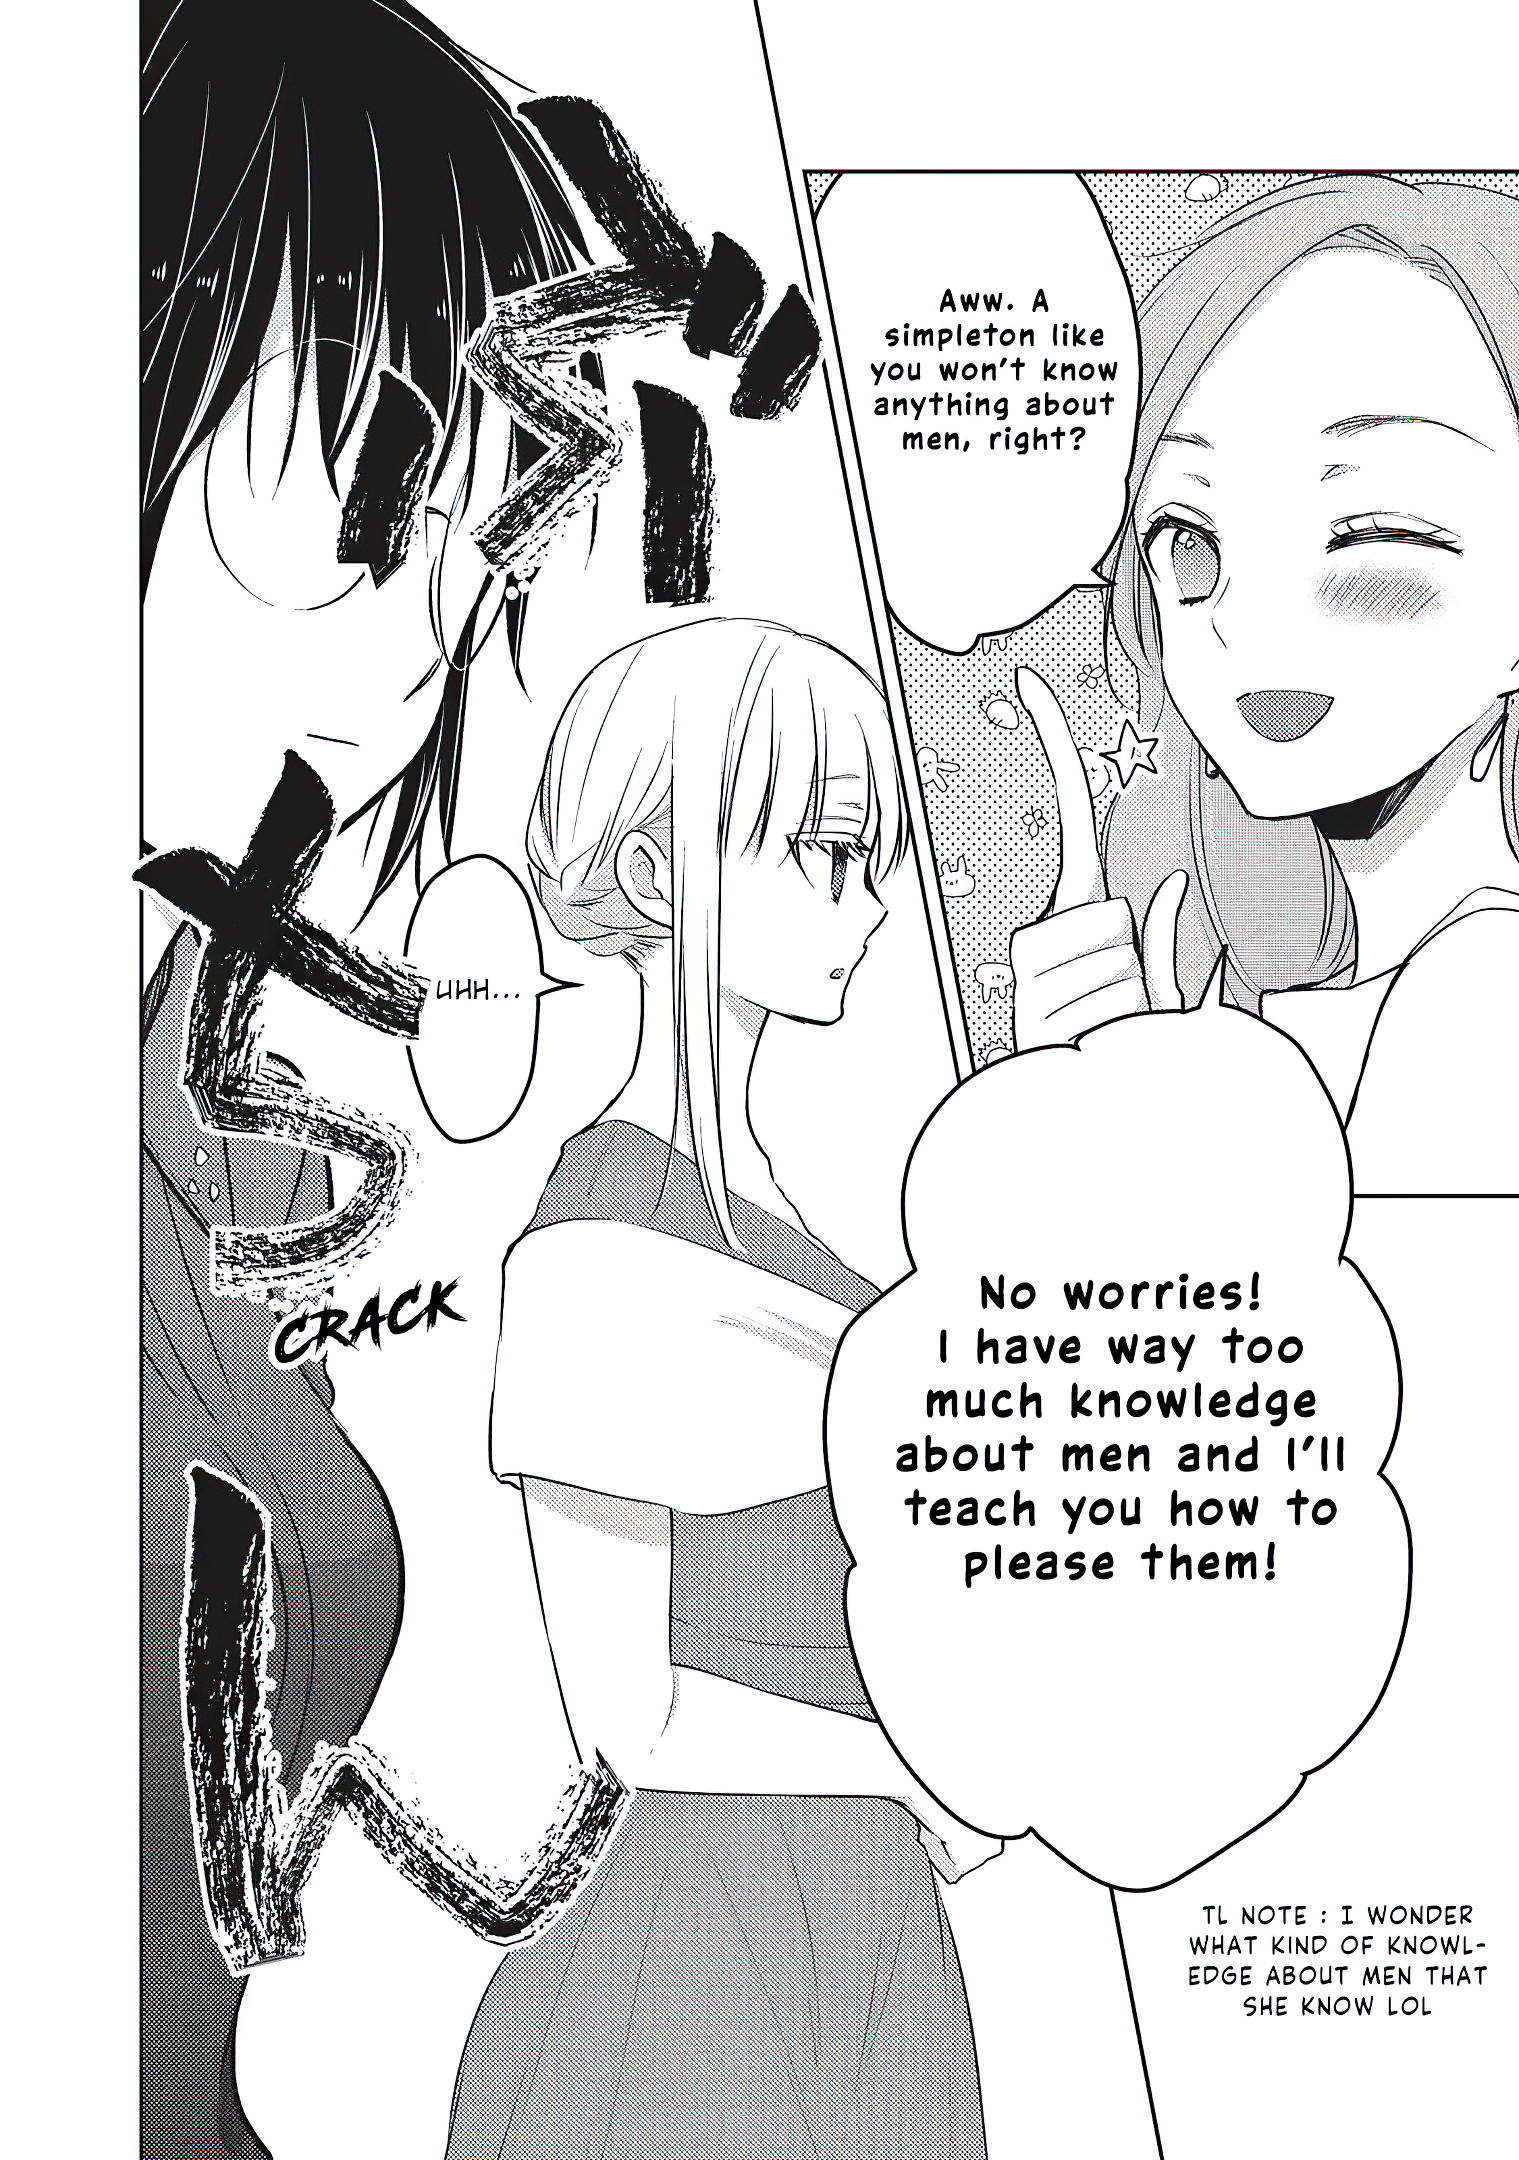 Aww. A
simpleton like
you won't know
anything about
men, right?
No worries!
I have way too
much knowledge
about men and I'll
teach you how to
please them!
UHH...
CRACK
TL NOTE : I WONDER
WHAT KIND OF KNOWL-
EDGE ABOUT MEN THAT
SHE KNOW LOL